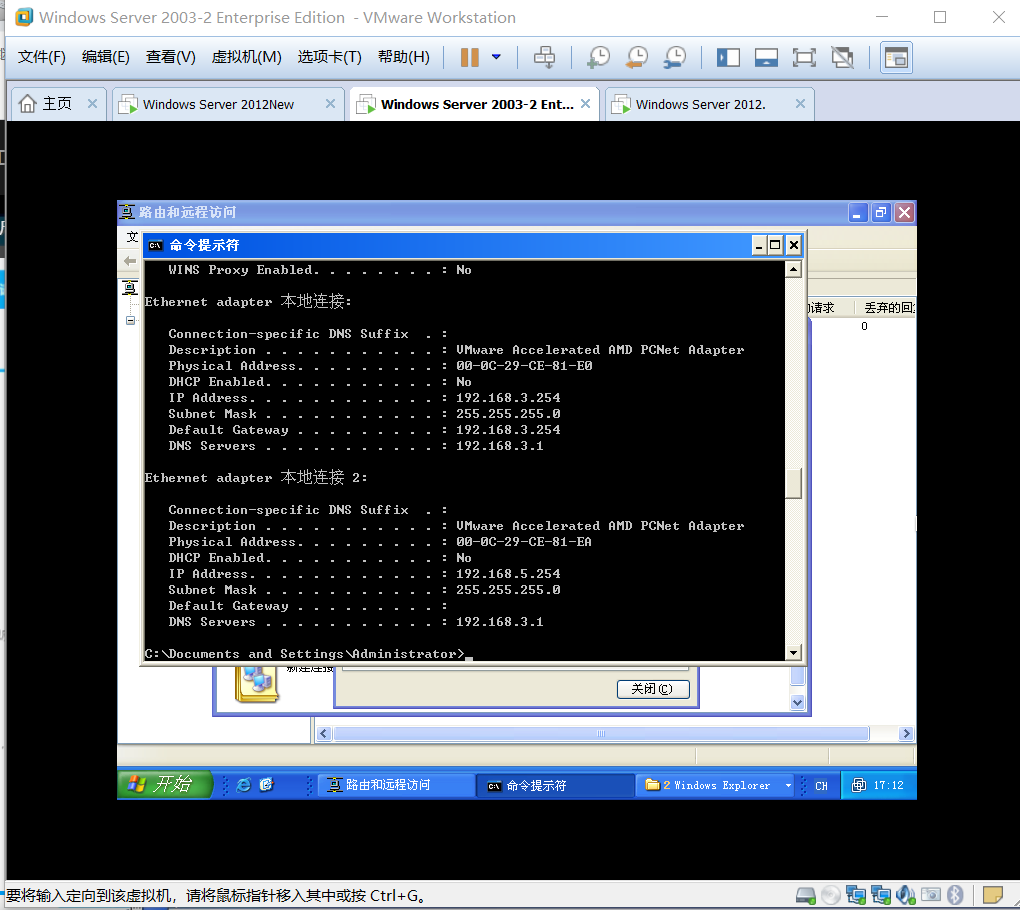 Windows Server 2003-2 Enterprise Edition - VMware Workstation
文件(F) 编辑(E) 查看(V) 虚拟机(M) 选项卡(T) 帮助(H)
主页 Windows Server 2012New Windows Server 2003-2 Ent... Windows Server 2012.
路由和远程访问
文
命令提示符
WINS Proxy Enabled. . . . . . . . : No
Ethernet adapter 本地连接:
Connection-specific DNS Suffix . :
Description . . . . . . . . . . . : VMware Accelerated AMD PCNet Adapter
Physical Address. . . . . . . . . : 00-0C-29-CE-81-E0
DHCP Enabled. . . . . . . . . . . : No
IP Address. . . . . . . . . . . . : 192.168.3.254
Subnet Mask . . . . . . . . . . . : 255.255.255.0
Default Gateway . . . . . . . . . : 192.168.3.254
DNS Servers . . . . . . . . . . . : 192.168.3.1
Ethernet adapter 本地连接 2:
Connection-specific DNS Suffix . :
Description . . . . . . . . . . . : VMware Accelerated AMD PCNet Adapter
Physical Address. . . . . . . . . : 00-0C-29-CE-81-EA
DHCP Enabled. . . . . . . . . . . : No
IP Address. . . . . . . . . . . . : 192.168.5.254
Subnet Mask . . . . . . . . . . . : 255.255.255.0
Default Gateway . . . . . . . . . :
DNS Servers . . . . . . . . . . . : 192.168.3.1
C:\Documents and Settings\Administrator>_
请求 丢弃的回
0
新建连接
关闭(C)
开始 路由和远程访问 命令提示符 2 Windows Explorer CH 17:12
要将输入定向到该虚拟机，请将鼠标指针移入其中或按 Ctrl+G。